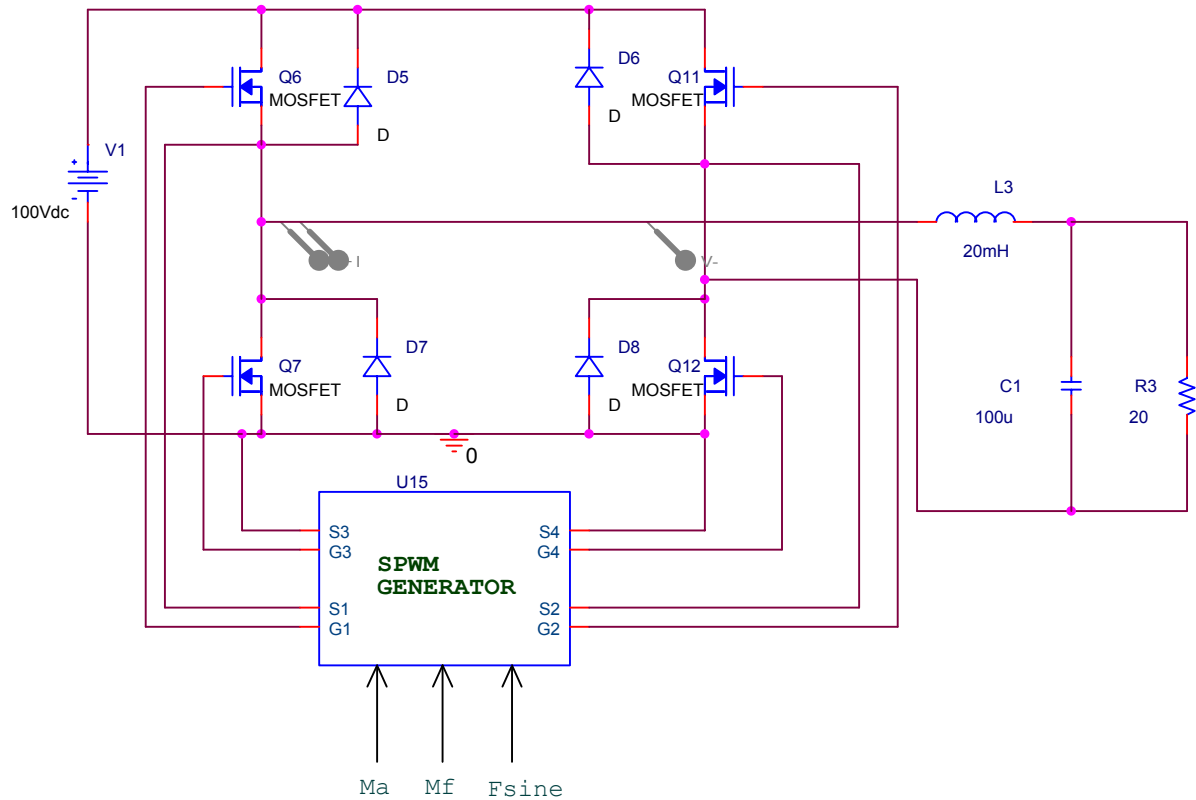 Q6
MOSFET
D5
D
D6
D
Q11
MOSFET
V1
+
-
100Vdc
L3
20mH
I
V-
Q7
MOSFET
D7
D
D8
D
Q12
MOSFET
C1
100u
R3
20
0
U15
S3
G3
S1
G1
SPWM
GENERATOR
S4
G4
S2
G2
Ma Mf Fsine